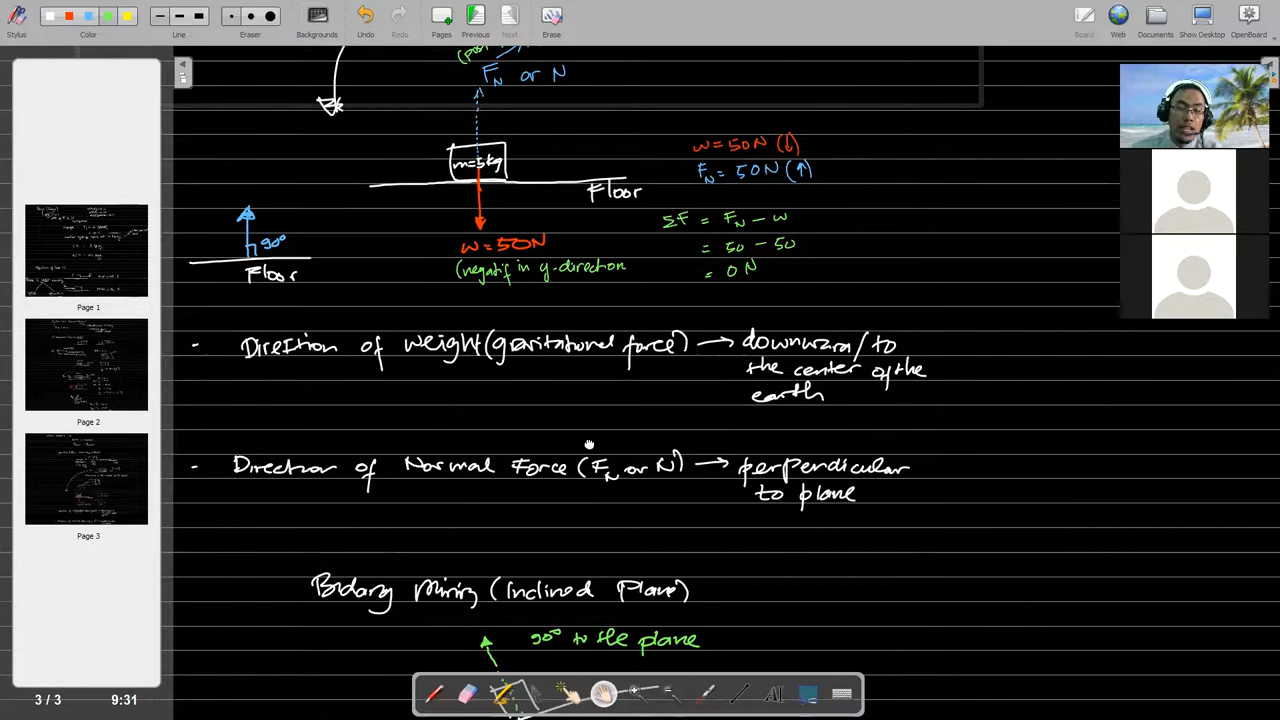 Stylus
Color
Line
Eraser
Backgrounds
Undo
Redo
Pages
Previous
Next
Erase
Board
Web
Documents
Show Desktop
OpenBoard
(pos
F_N or N
m=5kg
Floor
w=50N
(negatif in y-direction
90°
Floor
w=50N (↓)
F_N = 50N (↑)
ΣF = F_N - w
= 50 - 50
= 0 N
- Direction of weight (gravitational force) → downward/to
the center of the
earth
- Direction of Normal Force (F_N or N) → perpendicular
to plane
Bidang Miring (Inclined Plane)
90° to the plane
Page 1
Page 2
Page 3
3 / 3
9:31